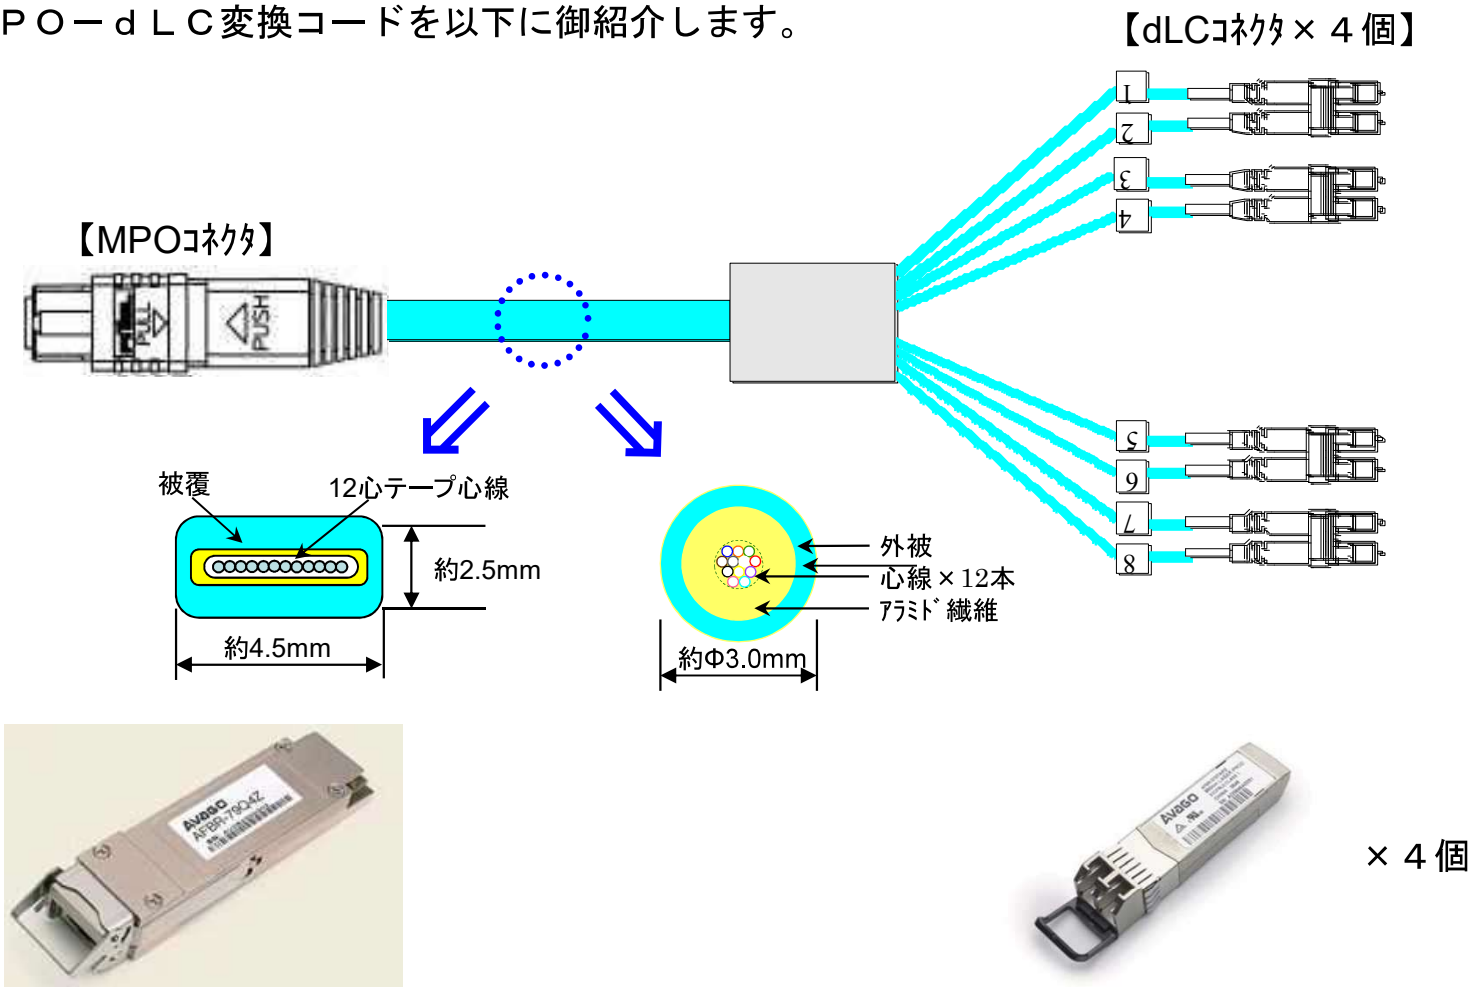 ＰＯ－ｄＬＣ変換コードを以下に御紹介します。
【dLCｺﾈｸﾀ×４個】
1
2
3
4
【MPOｺﾈｸﾀ】
PULL
PUSH
5
6
7
8
被覆
12心テープ心線
約2.5mm
約4.5mm
外被
心線×12本
ｱﾗﾐﾄﾞ繊維
約Φ3.0mm
AVAGO
AFBR-79Q4Z
AVAGO
×４個